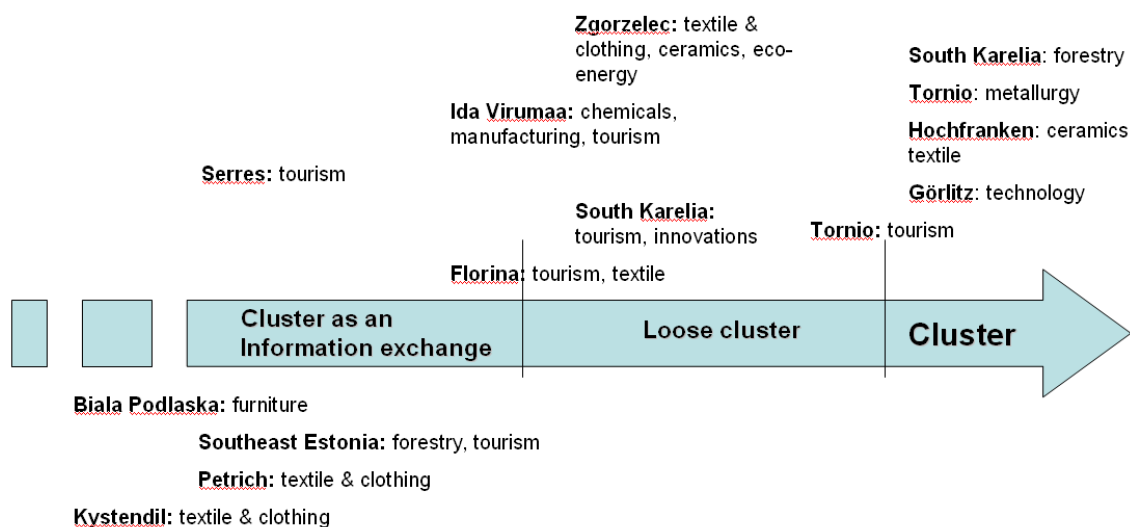 Zgorzelec: textile &
clothing, ceramics, eco-
energy
South Karelia: forestry
Tornio: metallurgy
Ida Virumaa: chemicals,
manufacturing, tourism
Hochfranken: ceramics
textile
Serres: tourism
Görlitz: technology
South Karelia:
tourism, innovations
Tornio: tourism
Florina: tourism, textile
Cluster as an
Information exchange
Loose cluster
Cluster
Biala Podlaska: furniture
Southeast Estonia: forestry, tourism
Petrich: textile & clothing
Kystendil: textile & clothing